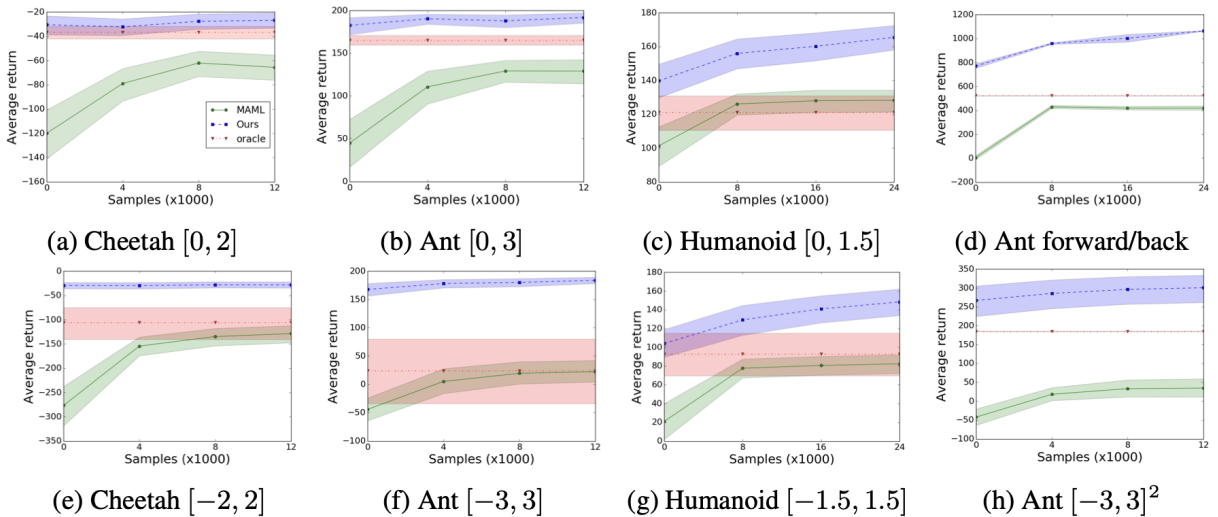 Average return
−20
−40
−60
−80
−100
−120
−140
−160
0 4 8 12
Samples (x1000)
MAML
Ours
oracle
(a) Cheetah [0, 2]
Average return
200
150
100
50
0
0 4 8 12
Samples (x1000)
(b) Ant [0, 3]
Average return
180
160
140
120
100
80
0 8 16 24
Samples (x1000)
(c) Humanoid [0, 1.5]
Average return
1200
1000
800
600
400
200
0
−200
0 8 16 24
Samples (x1000)
(d) Ant forward/back
Average return
0
−50
−100
−150
−200
−250
−300
−350
0 4 8 12
Samples (x1000)
(e) Cheetah [−2, 2]
Average return
200
150
100
50
0
−50
−100
0 4 8 12
Samples (x1000)
(f) Ant [−3, 3]
Average return
180
160
140
120
100
80
60
40
20
0
0 8 16 24
Samples (x1000)
(g) Humanoid [−1.5, 1.5]
Average return
350
300
250
200
150
100
50
0
−50
−100
0 4 8 12
Samples (x1000)
(h) Ant [−3, 3]²